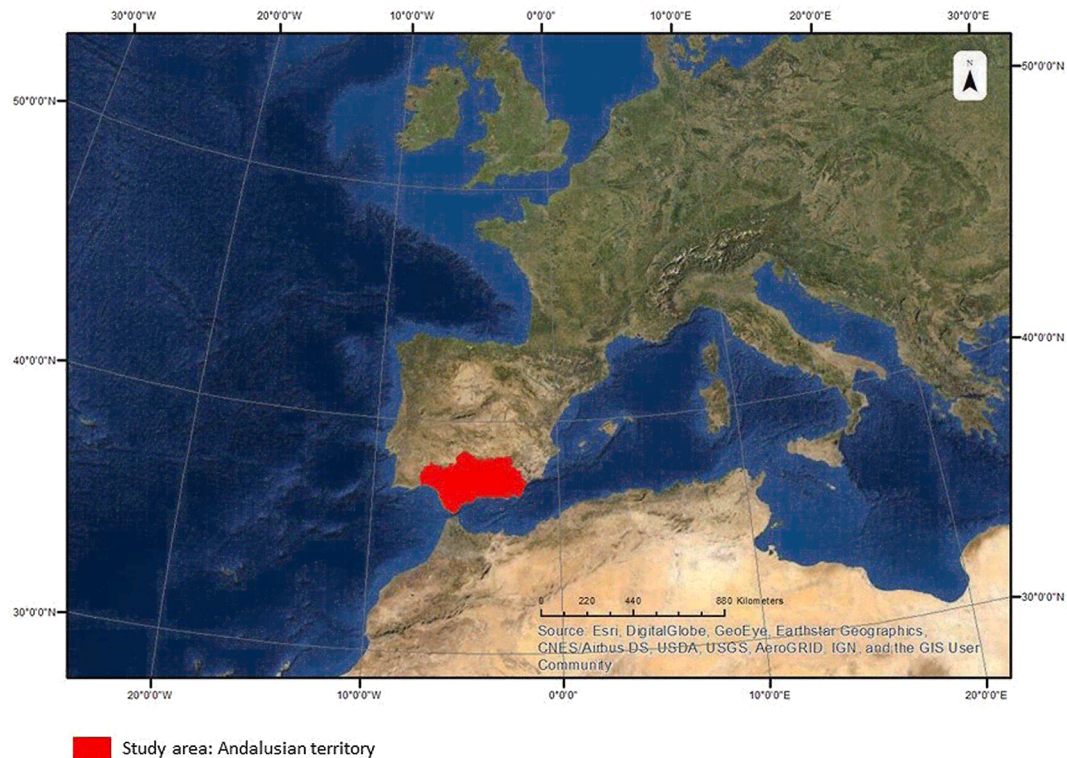 30°0'0"W 20°0'0"W 10°0'0"W 0°0'0" 10°0'0"E 20°0'0"E 30°0'0"E
N
50°0'0"N 50°0'0"N
40°0'0"N 40°0'0"N
30°0'0"N 30°0'0"N
0 220 440 880 Kilometers
Source: Esri, DigitalGlobe, GeoEye, Earthstar Geographics,
CNES/Airbus DS, USDA, USGS, AeroGRID, IGN, and the GIS User
Community
20°0'0"W 10°0'0"W 0°0'0" 10°0'0"E 20°0'0"E
Study area: Andalusian territory